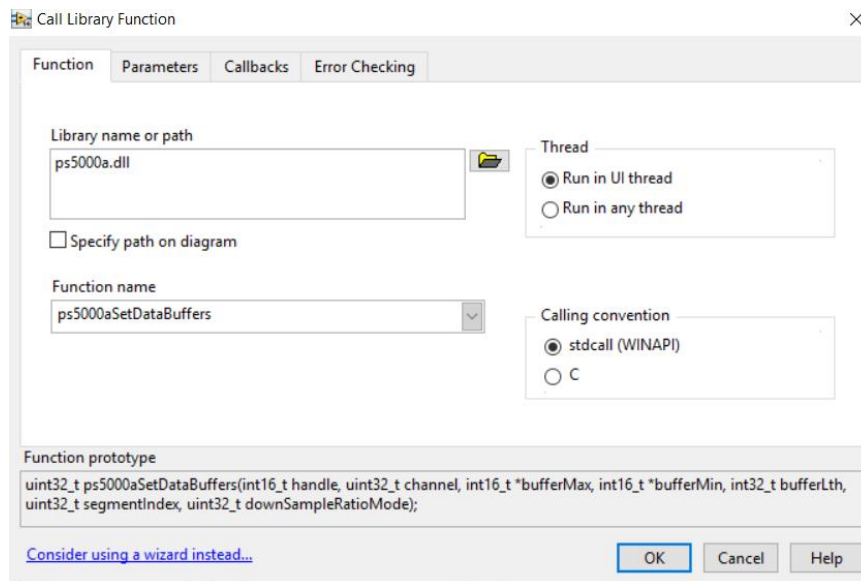 Call Library Function
Function Parameters Callbacks Error Checking
Library name or path
ps5000a.dll
Thread
Run in UI thread
Run in any thread
Specify path on diagram
Function name
ps5000aSetDataBuffers
Calling convention
stdcall (WINAPI)
C
Function prototype
uint32_t ps5000aSetDataBuffers(int16_t handle, uint32_t channel, int16_t *bufferMax, int16_t *bufferMin, int32_t bufferLth,
uint32_t segmentIndex, uint32_t downSampleRatioMode);
Consider using a wizard instead...
OK Cancel Help